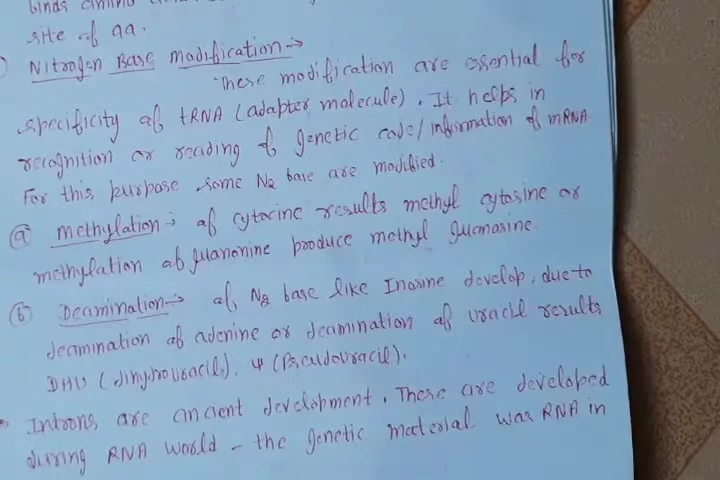 binds amino
site of aa.
Nitrogen Base modification →
These modification are essential for
specificity of tRNA (adapter molecule). It helps in
recognition or reading of genetic code/information of mRNA.
For this purpose some N2 base are modified.
(a) methylation → of cytocine results methyl cytosine or
methylation of guanonine produce methyl guanosine.
(b) Deamination → of N2 base like Inosine develop, due to
deamination of adenine or deamination of uracil results
DHU (dihydrouracil). ψ (Pseudouracil).
• Introns are ancient development. These are developed
during RNA world – the genetic material was RNA in